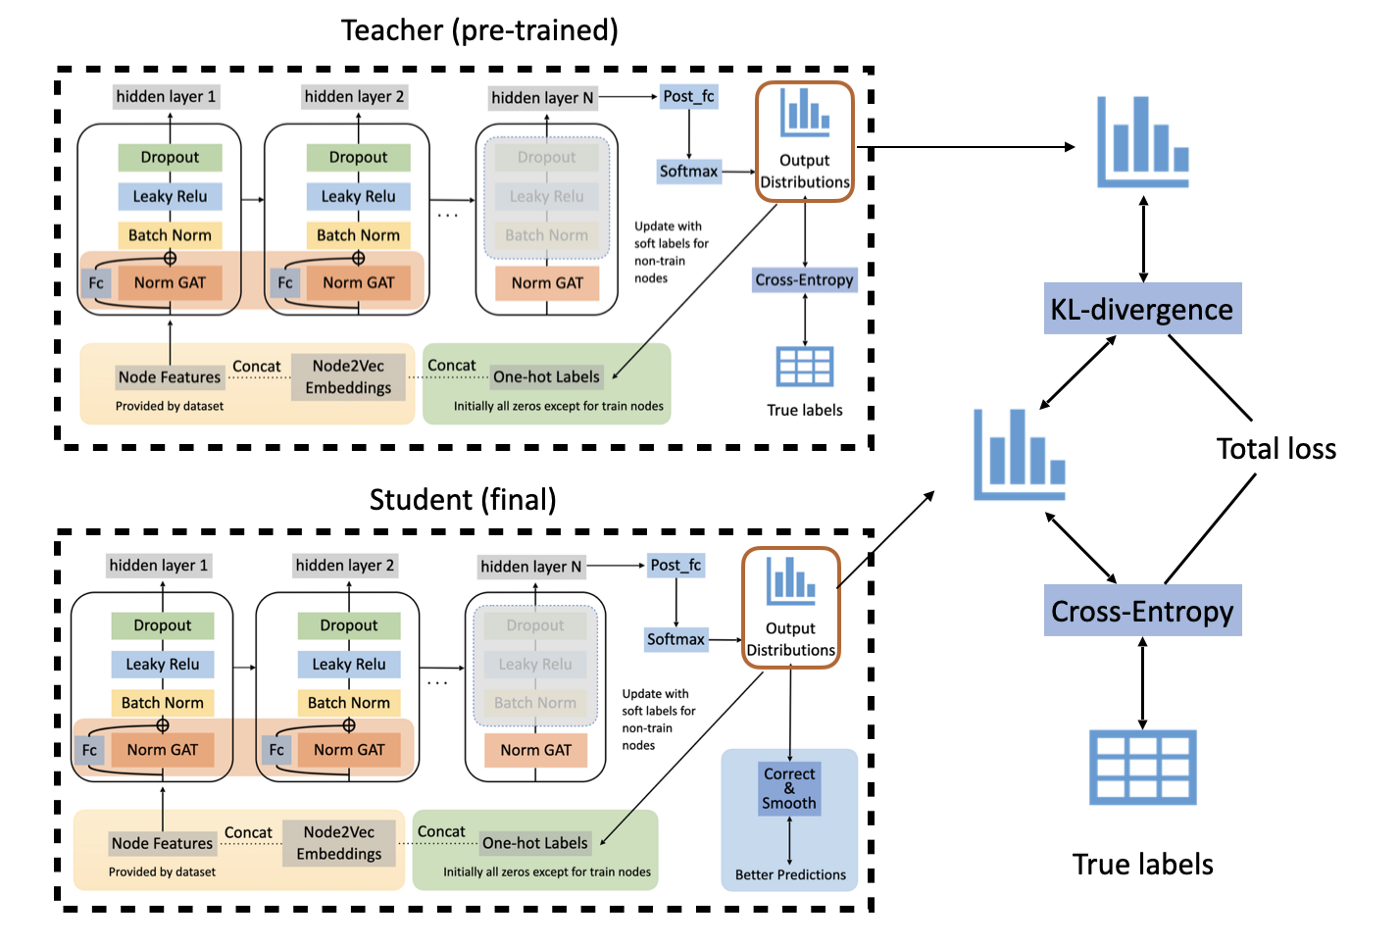 Teacher (pre-trained)
hidden layer 1
hidden layer 2
hidden layer N
Post_fc
Dropout
Dropout
Dropout
Output
Distributions
Softmax
Leaky Relu
Leaky Relu
Leaky Relu
Batch Norm
Batch Norm
Batch Norm
...
Update with
soft labels for
non-train
nodes
Fc
Norm GAT
Fc
Norm GAT
Norm GAT
Cross-Entropy
Node Features
Concat
Node2Vec
Embeddings
Concat
One-hot Labels
Provided by dataset
Initially all zeros except for train nodes
True labels
KL-divergence
Total loss
Cross-Entropy
True labels
Student (final)
hidden layer 1
hidden layer 2
hidden layer N
Post_fc
Dropout
Dropout
Dropout
Output
Distributions
Softmax
Leaky Relu
Leaky Relu
Leaky Relu
Batch Norm
Batch Norm
Batch Norm
...
Update with
soft labels for
non-train
nodes
Fc
Norm GAT
Fc
Norm GAT
Norm GAT
Correct
&
Smooth
Better Predictions
Node Features
Concat
Node2Vec
Embeddings
Concat
One-hot Labels
Provided by dataset
Initially all zeros except for train nodes